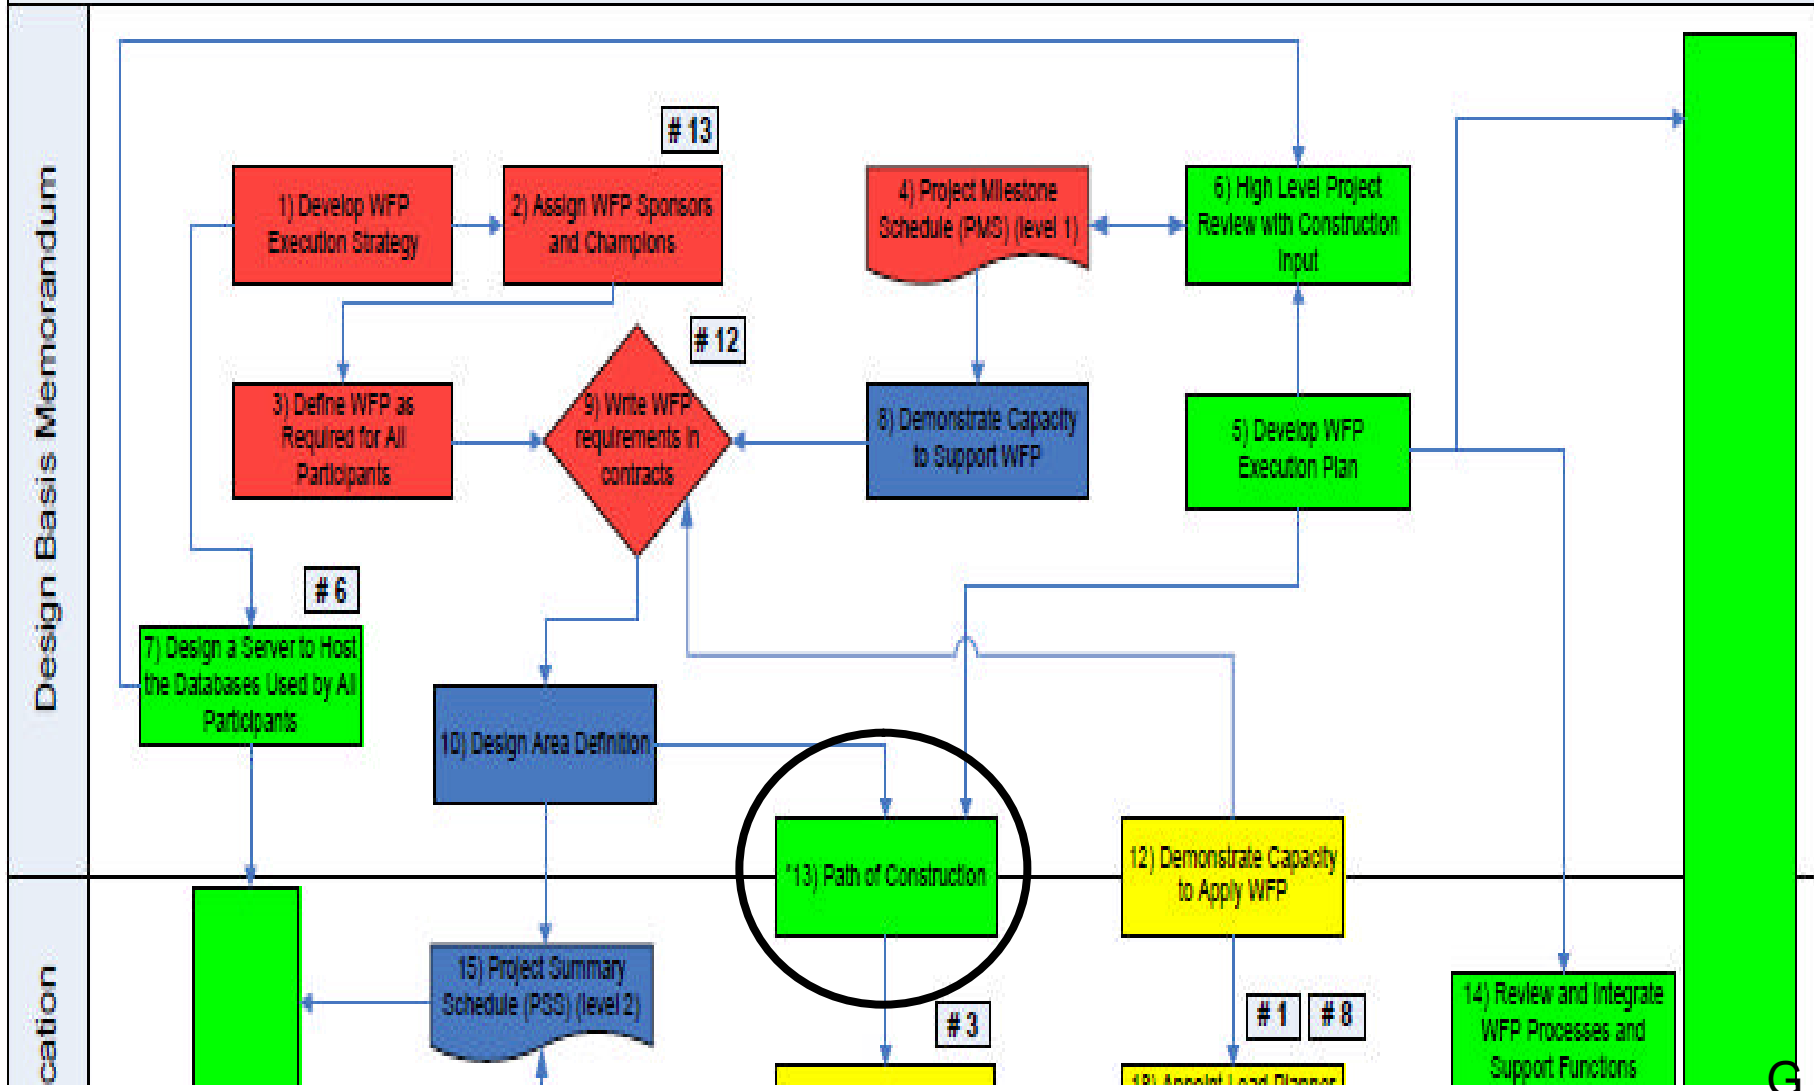 Design Basis Memorandum
# 13
1) Develop WFP
Execution Strategy
2) Assign WFP Sponsors
and Champions
4) Project Milestone
Schedule (PMS) (level 1)
6) High Level Project
Review with Construction
Input
# 12
3) Define WFP as
Required for All
Participants
9) Write WFP
requirements in
contracts
8) Demonstrate Capacity
to Support WFP
5) Develop WFP
Execution Plan
# 6
7) Design a Server to Host
the Databases Used by All
Participants
10) Design Area Definition
*13) Path of Construction
12) Demonstrate Capacity
to Apply WFP
cation
15) Project Summary
Schedule (PSS) (level 2)
# 3
# 1
# 8
14) Review and Integrate
WFP Processes and
Support Functions
18) Appoint Lead Planner
G